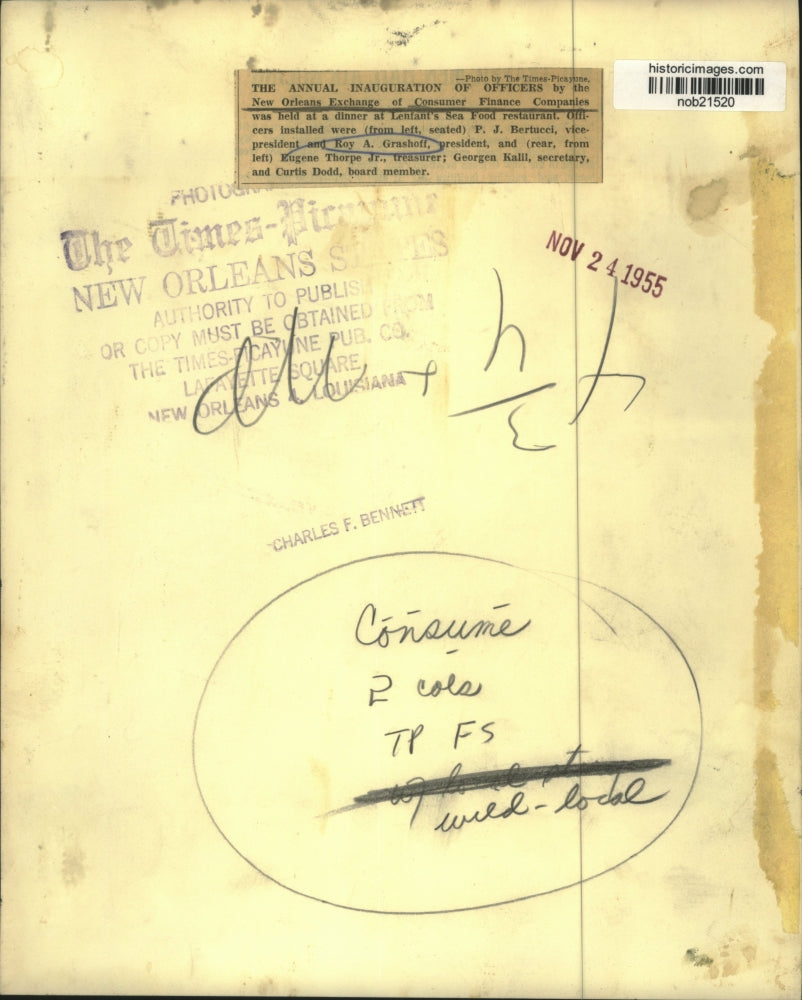 historicimages.com
nob21520
—Photo by The Times-Picayune.
THE ANNUAL INAUGURATION OF OFFICERS by the
New Orleans Exchange of Consumer Finance Companies
was held at a dinner at Lenfant's Sea Food restaurant. Offi-
cers installed were (from left, seated) P. J. Bertucci, vice-
president and Roy A. Grashoff, president, and (rear, from
left) Eugene Thorpe Jr., treasurer; Georgen Kalil, secretary,
and Curtis Dodd, board member.
The Times-Picayune
NEW ORLEANS STATES
NOV 24 1955
AUTHORITY TO PUBLISH
OR COPY MUST BE OBTAINED FROM
THE TIMES-PICAYUNE PUB. CO.
LAFAYETTE SQUARE
NEW ORLEANS LOUISIANA
CHARLES F. BENNETT
Consume
2 cols
TP FS
wild-local